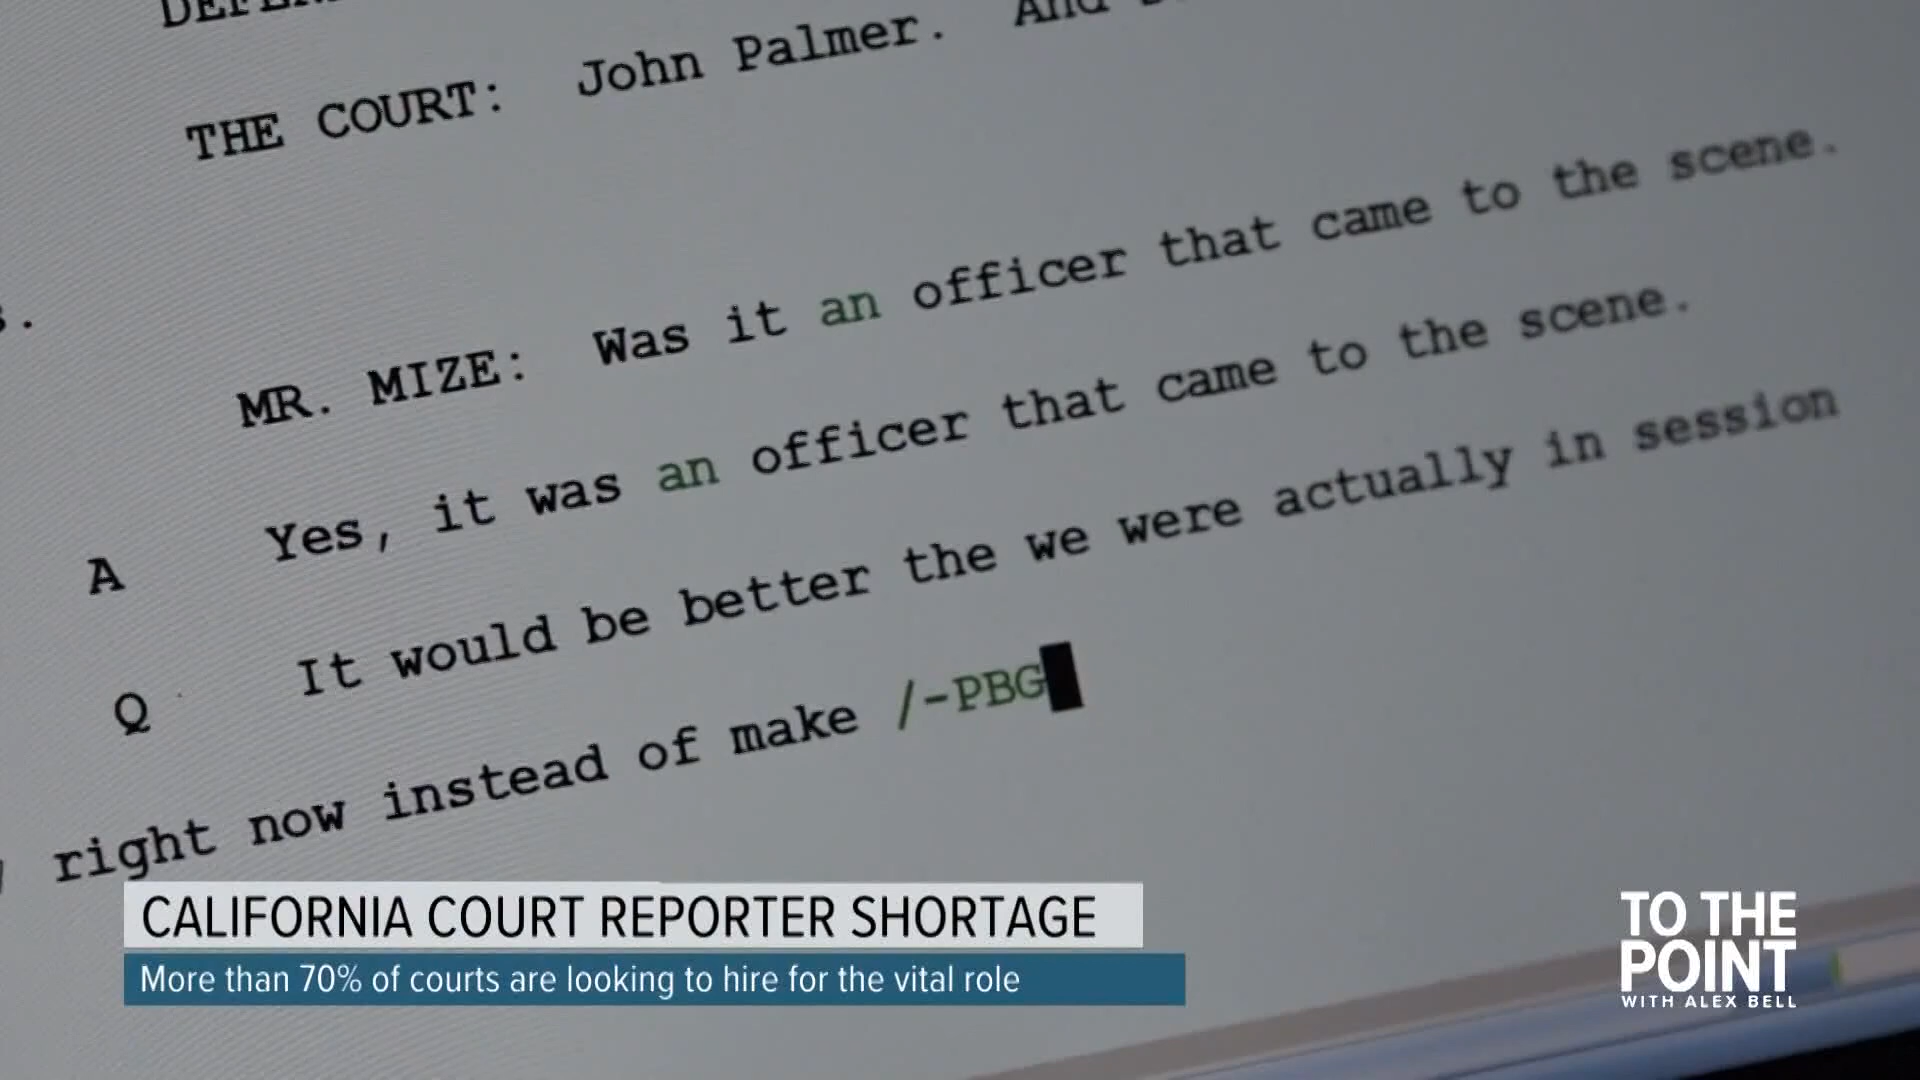 THE COURT: John Palmer. And
MR. MIZE: Was it an officer that came to the scene.
A Yes, it was an officer that came to the scene.
Q It would be better the we were actually in session
right now instead of make /-PBG
CALIFORNIA COURT REPORTER SHORTAGE
More than 70% of courts are looking to hire for the vital role
TO THE
POINT
WITH ALEX BELL